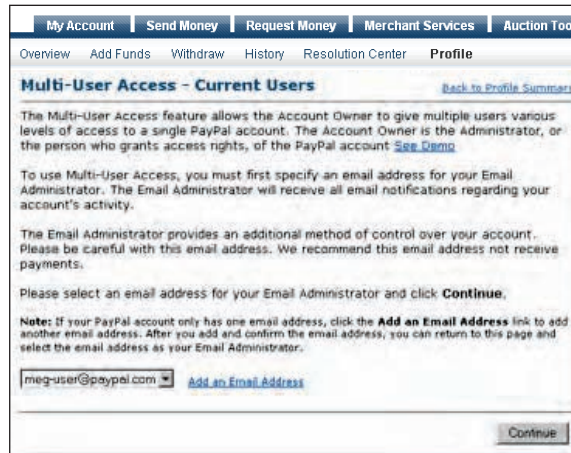 My Account Send Money Request Money Merchant Services Auction Too
Overview Add Funds Withdraw History Resolution Center Profile
Multi-User Access - Current Users Back to Profile Summar
The Multi-User Access feature allows the Account Owner to give multiple users various
levels of access to a single PayPal account. The Account Owner is the Administrator, or
the person who grants access rights, of the PayPal account See Demo
To use Multi-User Access, you must first specify an email address for your Email
Administrator. The Email Administrator will receive all email notifications regarding your
account's activity.
The Email Administrator provides an additional method of control over your account.
Please be careful with this email address. We recommend this email address not receive
payments.
Please select an email address for your Email Administrator and click Continue.
Note: If your PayPal account only has one email address, click the Add an Email Address link to add
another email address. After you add and confirm the email address, you can return to this page and
select the email address as your Email Administrator.
meg-user@paypal.com Add an Email Address
Continue